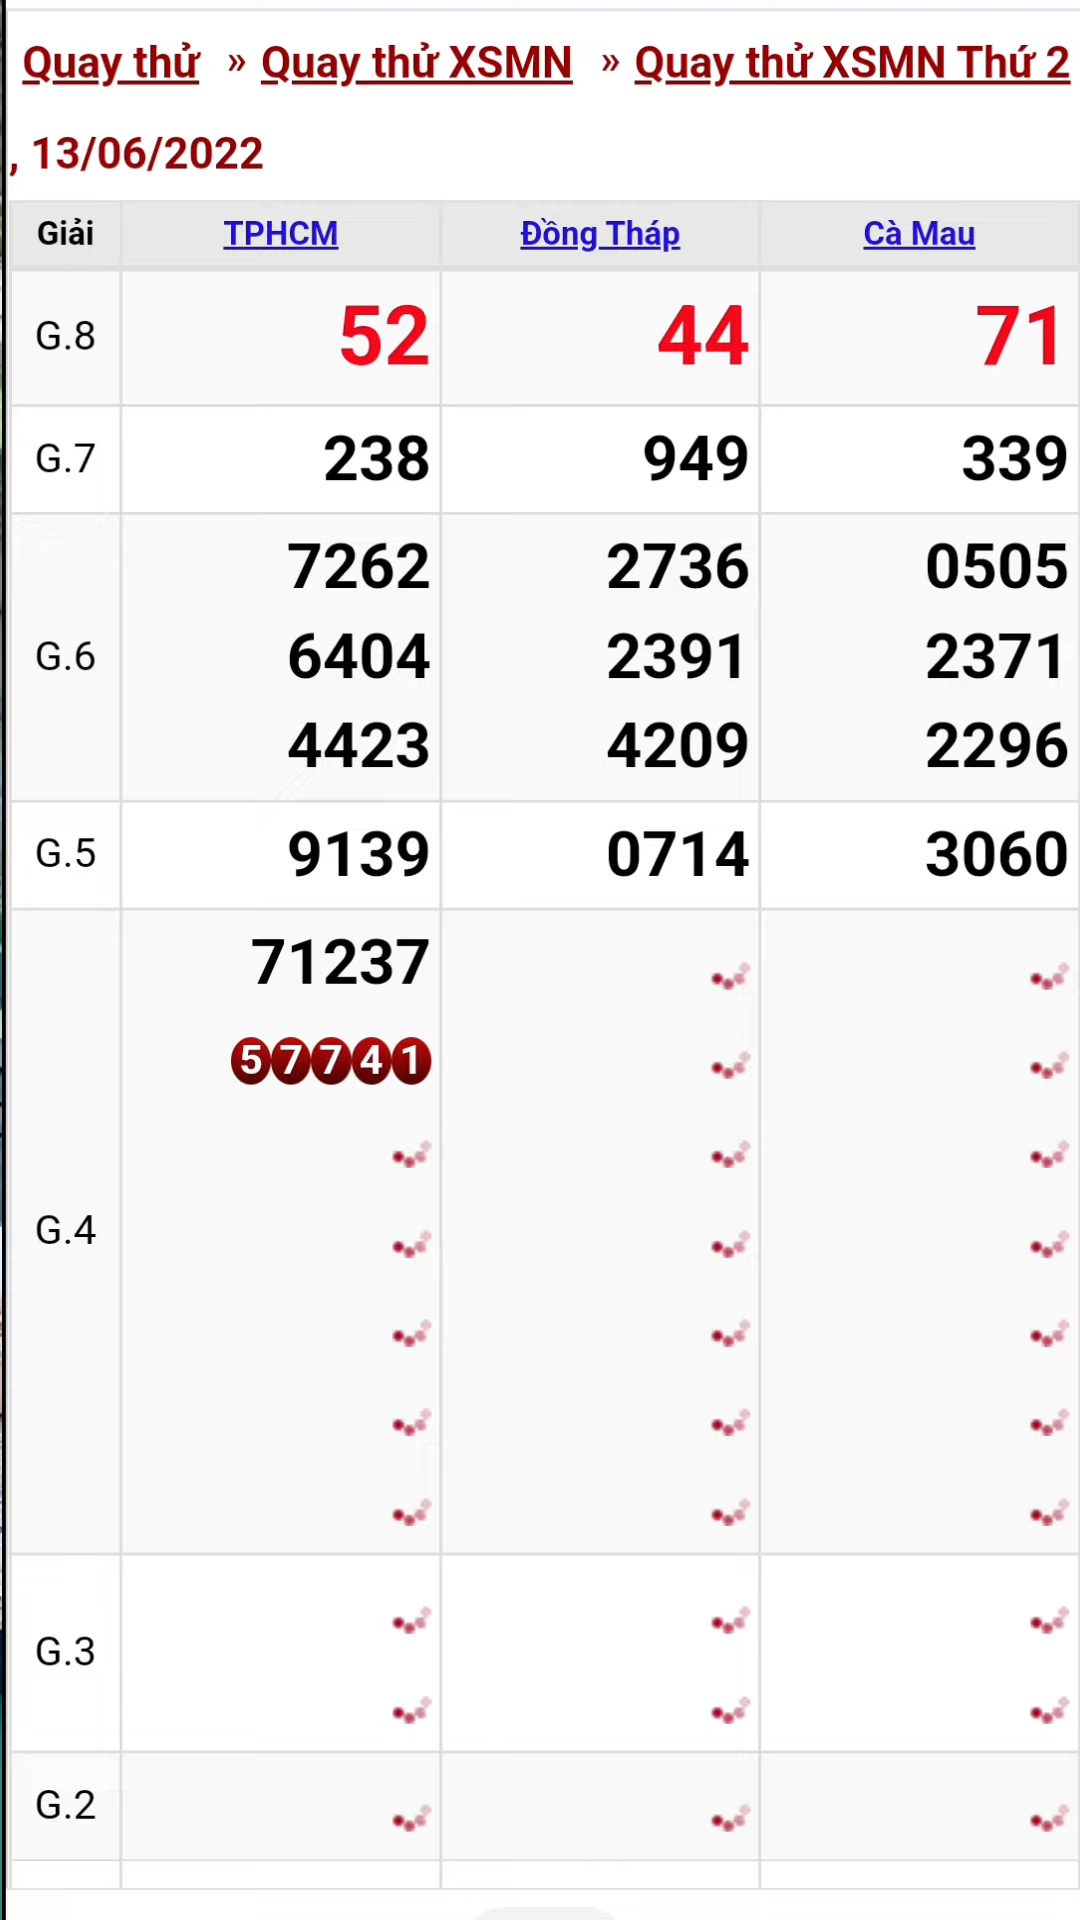 Quay thử » Quay thử XSMN » Quay thử XSMN Thứ 2
, 13/06/2022
Giải TPHCM Đồng Tháp Cà Mau
G.8 52 44 71
G.7 238 949 339
7262 2736 0505
G.6 6404 2391 2371
4423 4209 2296
G.5 9139 0714 3060
71237
57741
G.4
G.3
G.2